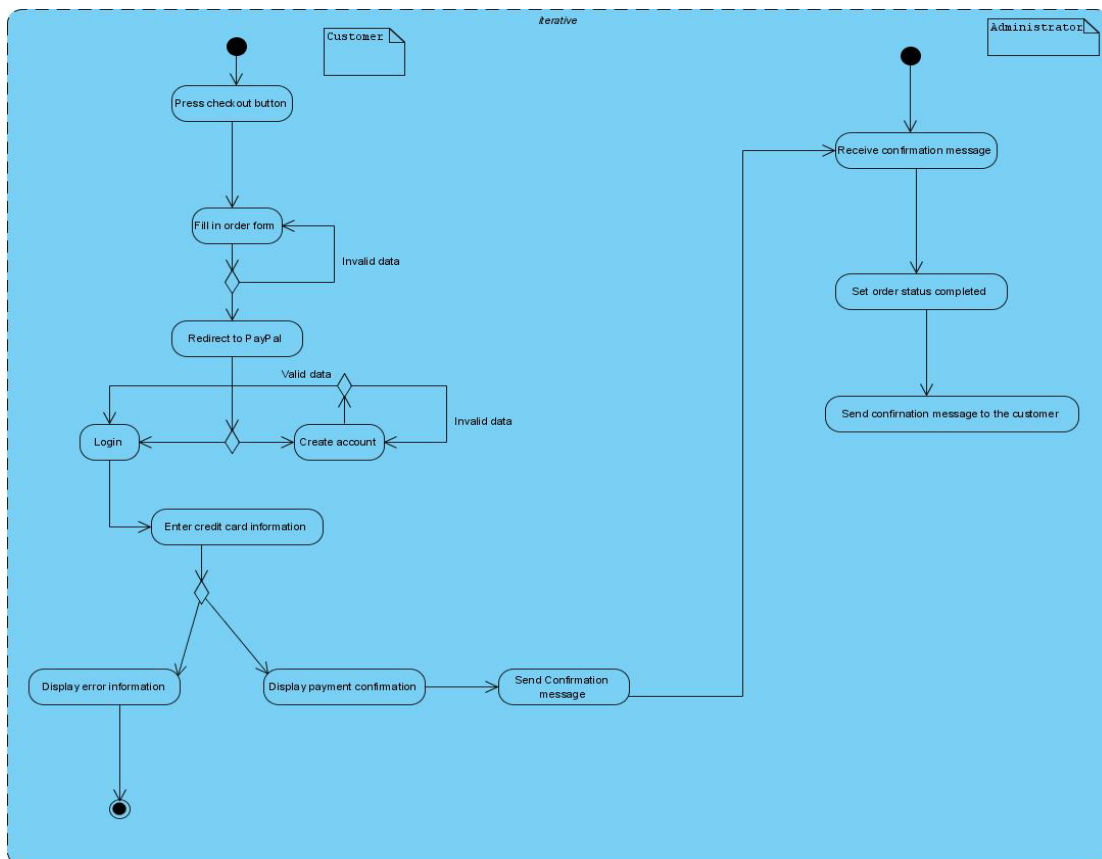 Iterative
Customer
Administrator
Press checkout button
Receive confirmation message
Fill in order form
Invalid data
Set order status completed
Redirect to PayPal
Valid data
Invalid data
Send confirnation message to the customer
Login
Create account
Enter credit card information
Display error information
Display payment confirmation
Send Confirmation
message